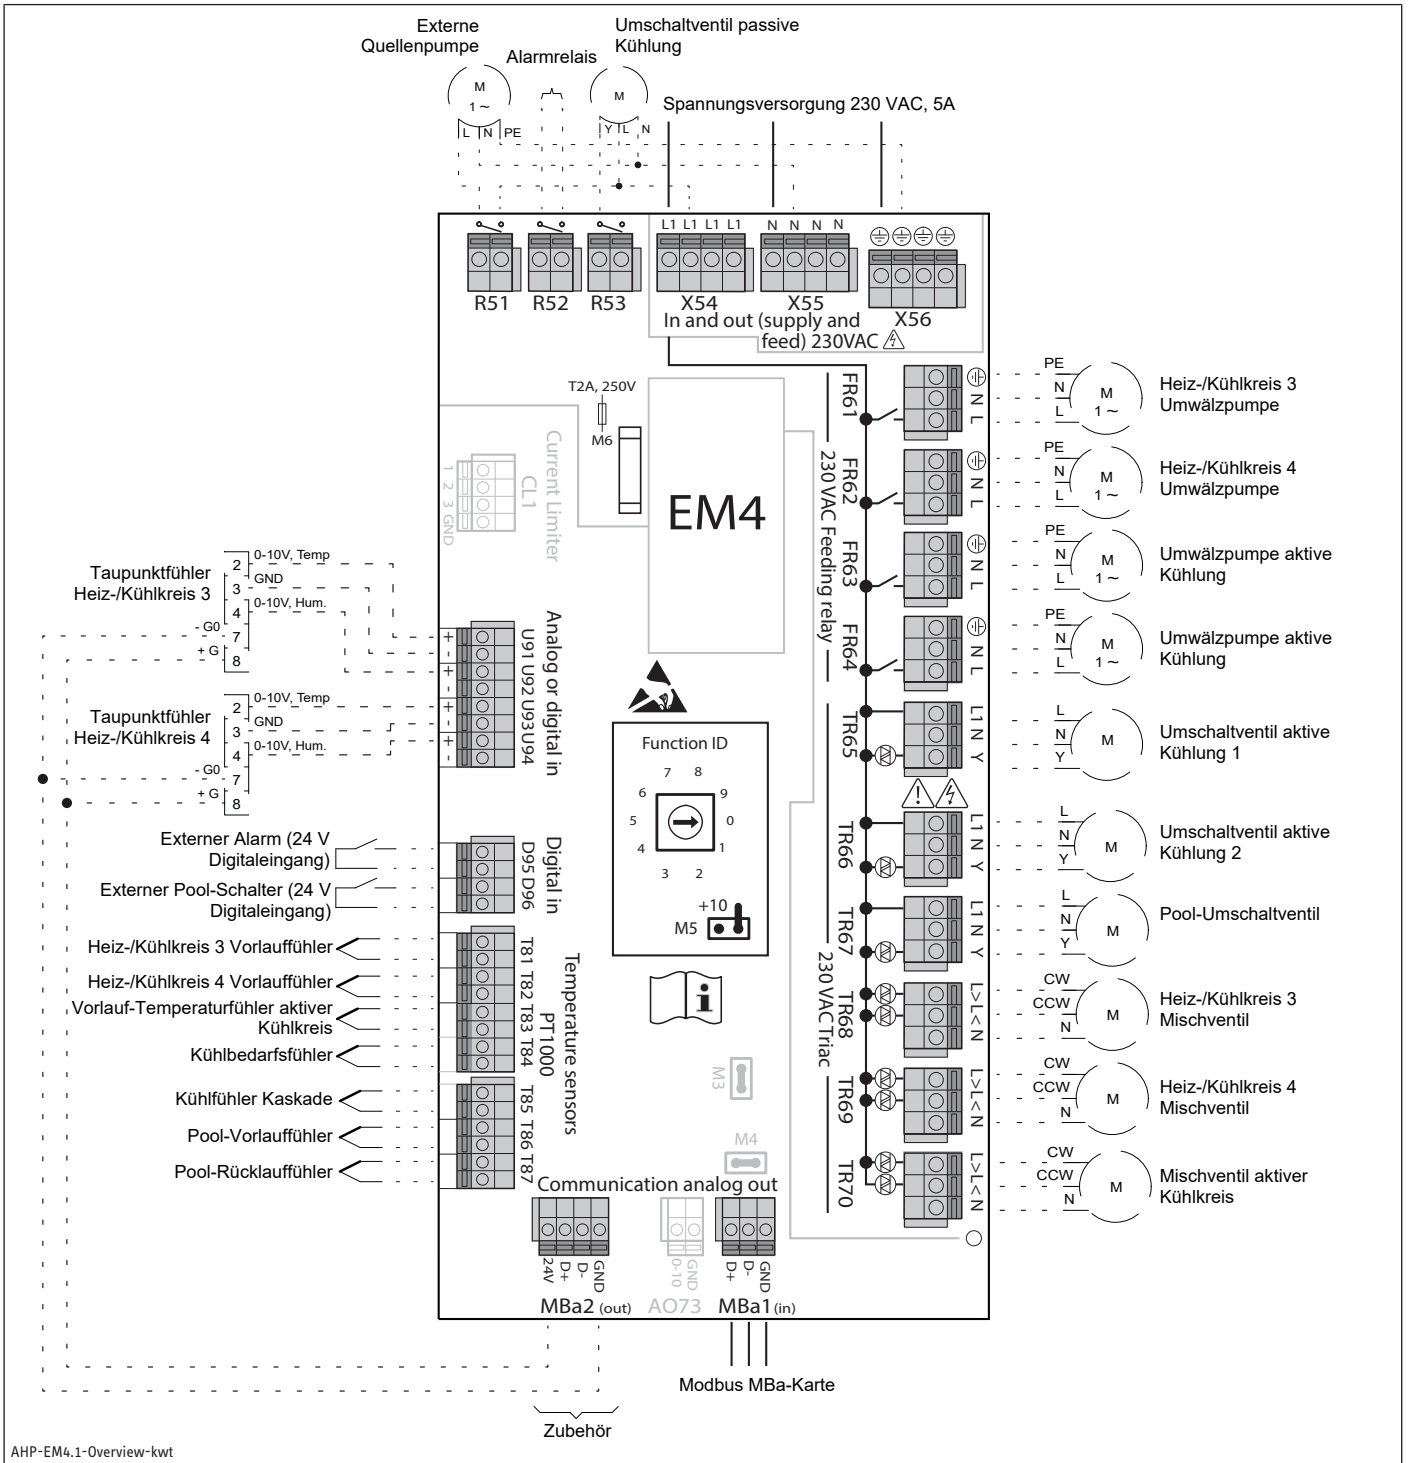 Externe
Quellenpumpe
Alarmrelais
Umschaltventil passive
Kühlung
M
1~
M
Spannungsversorgung 230 VAC, 5A
L N PE
Y L N
L1 L1 L1 L1
N N N N
R51
R52
R53
X54
X55
X56
In and out (supply and
feed) 230VAC
T2A, 250V
M6
EM4
Current Limiter
CL1
1 2 3 GND
230 VAC Feeding relay
FR61
N L
PE
N
L
M
1~
Heiz-/Kühlkreis 3
Umwälzpumpe
FR62
N L
PE
N
L
M
1~
Heiz-/Kühlkreis 4
Umwälzpumpe
FR63
N L
PE
N
L
M
1~
Umwälzpumpe aktive
Kühlung
FR64
N L
PE
N
L
M
1~
Umwälzpumpe aktive
Kühlung
230 VAC Triac
TR65
L1 N Y
L
N
Y
M
Umschaltventil aktive
Kühlung 1
TR66
L1 N Y
L
N
Y
M
Umschaltventil aktive
Kühlung 2
TR67
L1 N Y
L
N
Y
M
Pool-Umschaltventil
TR68
L> L< N
CW
CCW
N
M
Heiz-/Kühlkreis 3
Mischventil
TR69
L> L< N
CW
CCW
N
M
Heiz-/Kühlkreis 4
Mischventil
TR70
L> L< N
CW
CCW
N
M
Mischventil aktiver
Kühlkreis
Taupunktfühler
Heiz-/Kühlkreis 3
2 0-10V, Temp
3 GND
4 0-10V, Hum.
- G0 7
+ G 8
Taupunktfühler
Heiz-/Kühlkreis 4
2 0-10V, Temp
3 GND
4 0-10V, Hum.
- G0 7
+ G 8
+ - + - + - + -
U91 U92 U93 U94
Analog or digital in
Externer Alarm (24 V
Digitaleingang)
Externer Pool-Schalter (24 V
Digitaleingang)
D95 D96
Digital in
Heiz-/Kühlkreis 3 Vorlauffühler
Heiz-/Kühlkreis 4 Vorlauffühler
Vorlauf-Temperaturfühler aktiver
Kühlkreis
Kühlbedarfsfühler
Kühlfühler Kaskade
Pool-Vorlauffühler
Pool-Rücklauffühler
T81 T82 T83 T84
T85 T86 T87
Temperature sensors
PT1000
Function ID
7 8
6 9
5 0
4 1
3 2
+10
M5
i
M3
M4
Communication analog out
24V D+ D- GND
MBa2 (out)
0-10 GND
AO73
D+ D- GND
MBa1 (in)
Modbus MBa-Karte
Zubehör
AHP-EM4.1-Overview-kwt